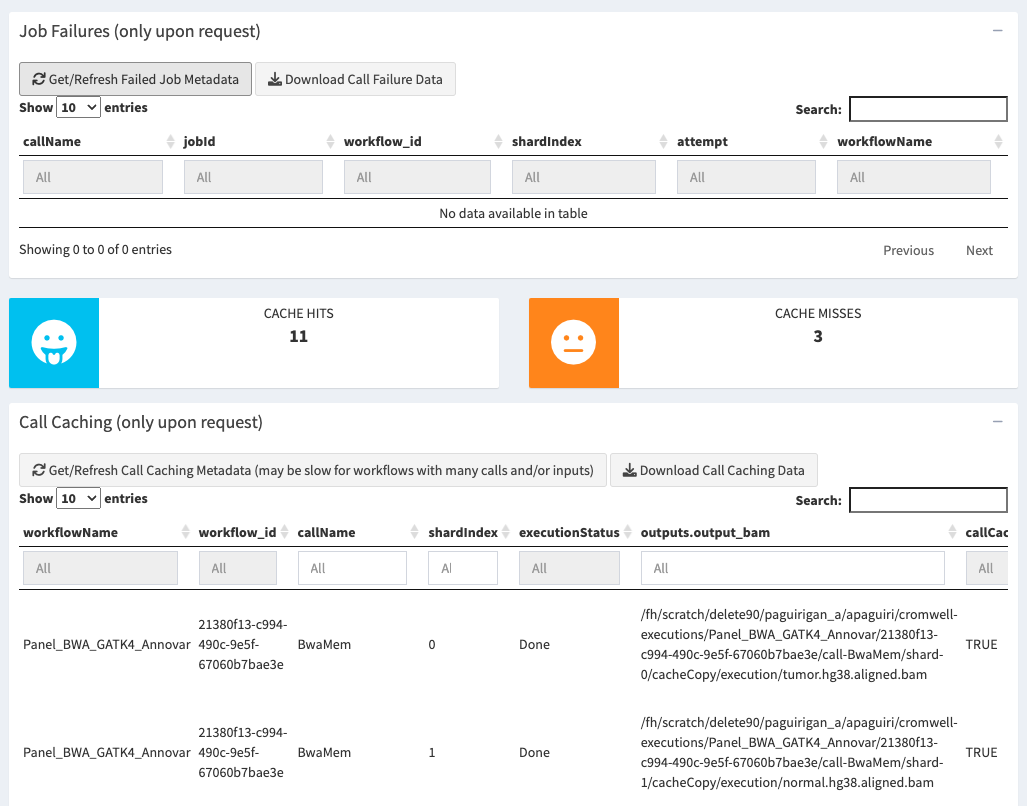 Job Failures (only upon request)
Get/Refresh Failed Job Metadata Download Call Failure Data
Show 10 entries Search:
callName jobId workflow_id shardIndex attempt workflowName
All All All All All All
No data available in table
Showing 0 to 0 of 0 entries Previous Next
CACHE HITS
11
CACHE MISSES
3
Call Caching (only upon request)
Get/Refresh Call Caching Metadata (may be slow for workflows with many calls and/or inputs) Download Call Caching Data
Show 10 entries Search:
workflowName workflow_id callName shardIndex executionStatus outputs.output_bam callCac
All All All Al All All All
Panel_BWA_GATK4_Annovar
21380f13-c994-
490c-9e5f-
67060b7bae3e
BwaMem
0
Done
/fh/scratch/delete90/paguirigan_a/apaguiri/cromwell-
executions/Panel_BWA_GATK4_Annovar/21380f13-
c994-490c-9e5f-67060b7bae3e/call-BwaMem/shard-
0/cacheCopy/execution/tumor.hg38.aligned.bam
TRUE
Panel_BWA_GATK4_Annovar
21380f13-c994-
490c-9e5f-
67060b7bae3e
BwaMem
1
Done
/fh/scratch/delete90/paguirigan_a/apaguiri/cromwell-
executions/Panel_BWA_GATK4_Annovar/21380f13-
c994-490c-9e5f-67060b7bae3e/call-BwaMem/shard-
1/cacheCopy/execution/normal.hg38.aligned.bam
TRUE